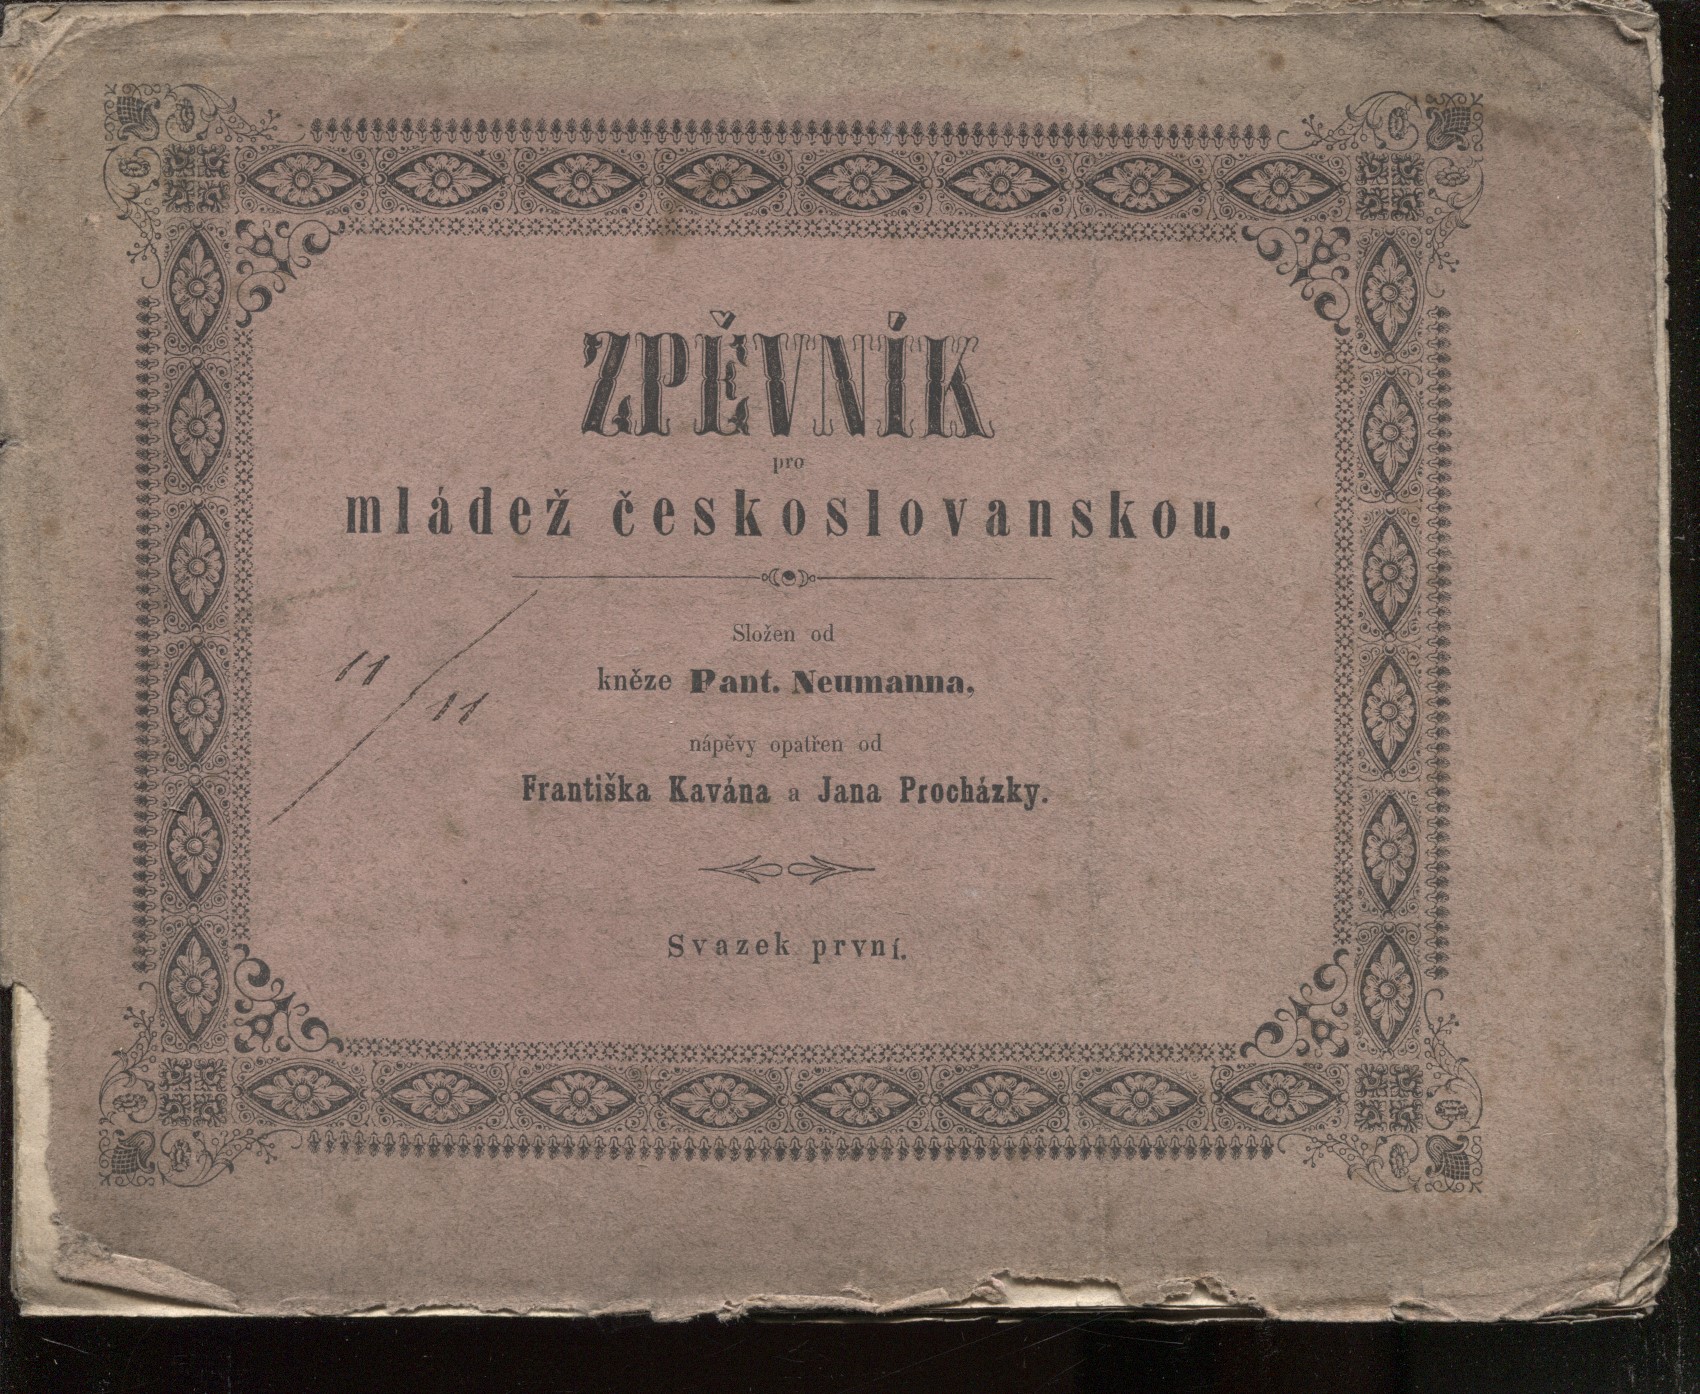 ZPĚVNÍK
pro
mládež českoslovanskou.
Složen od
kněze Pant. Neumanna,
nápěvy opatřen od
Františka Kavána a Jana Procházky.
11/11
Svazek první.